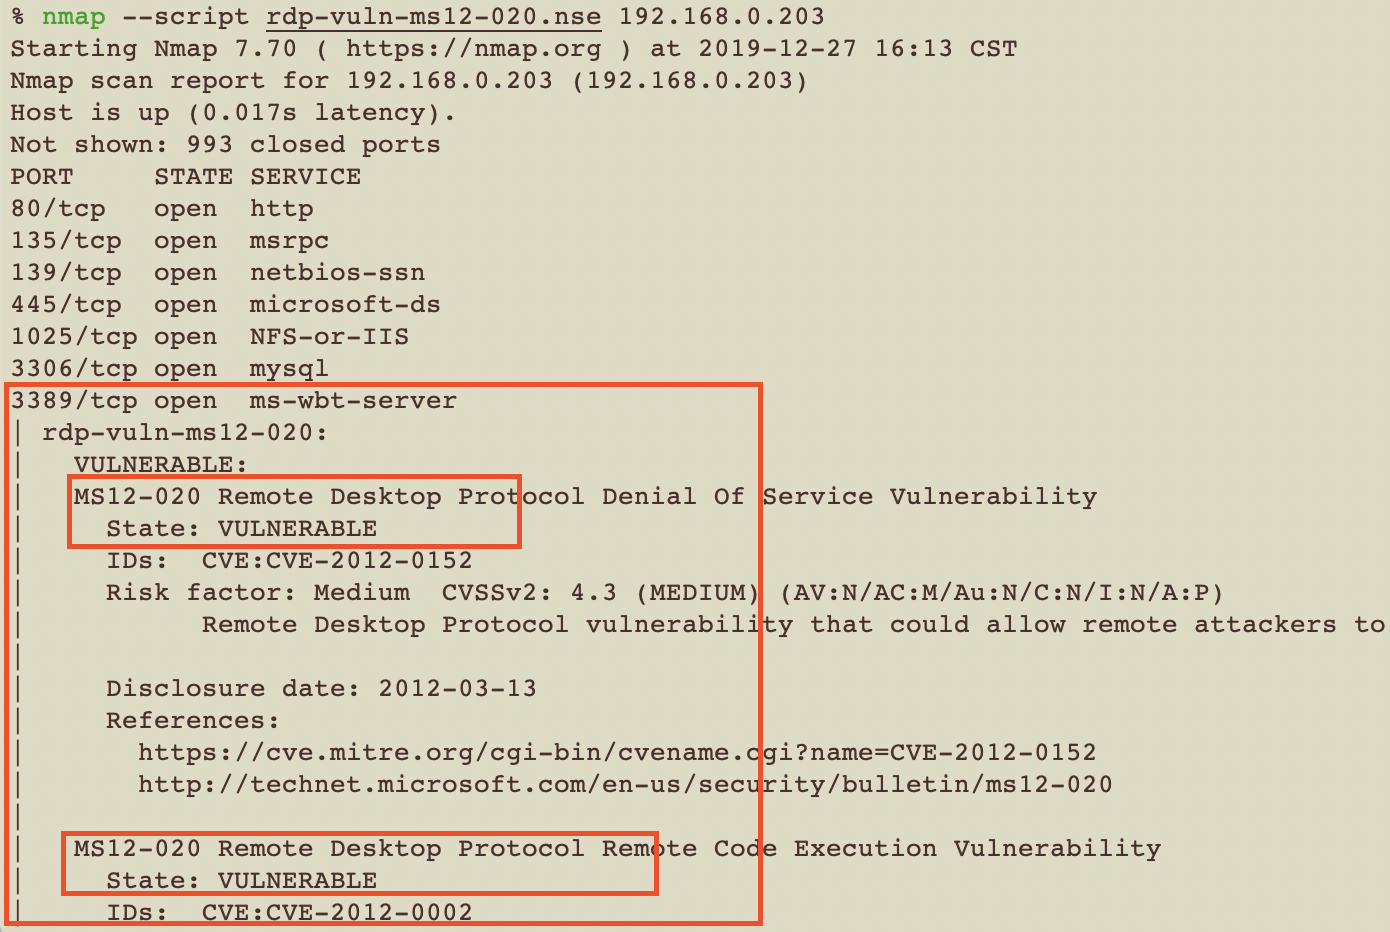 % nmap --script rdp-vuln-ms12-020.nse 192.168.0.203
Starting Nmap 7.70 ( https://nmap.org ) at 2019-12-27 16:13 CST
Nmap scan report for 192.168.0.203 (192.168.0.203)
Host is up (0.017s latency).
Not shown: 993 closed ports
PORT     STATE SERVICE
80/tcp   open  http
135/tcp  open  msrpc
139/tcp  open  netbios-ssn
445/tcp  open  microsoft-ds
1025/tcp open  NFS-or-IIS
3306/tcp open  mysql
3389/tcp open  ms-wbt-server
| rdp-vuln-ms12-020:
|   VULNERABLE:
|   MS12-020 Remote Desktop Protocol Denial Of Service Vulnerability
|     State: VULNERABLE
|     IDs:  CVE:CVE-2012-0152
|     Risk factor: Medium  CVSSv2: 4.3 (MEDIUM) (AV:N/AC:M/Au:N/C:N/I:N/A:P)
|           Remote Desktop Protocol vulnerability that could allow remote attackers to
|
|     Disclosure date: 2012-03-13
|     References:
|       https://cve.mitre.org/cgi-bin/cvename.cgi?name=CVE-2012-0152
|       http://technet.microsoft.com/en-us/security/bulletin/ms12-020
|
|   MS12-020 Remote Desktop Protocol Remote Code Execution Vulnerability
|     State: VULNERABLE
|     IDs:  CVE:CVE-2012-0002